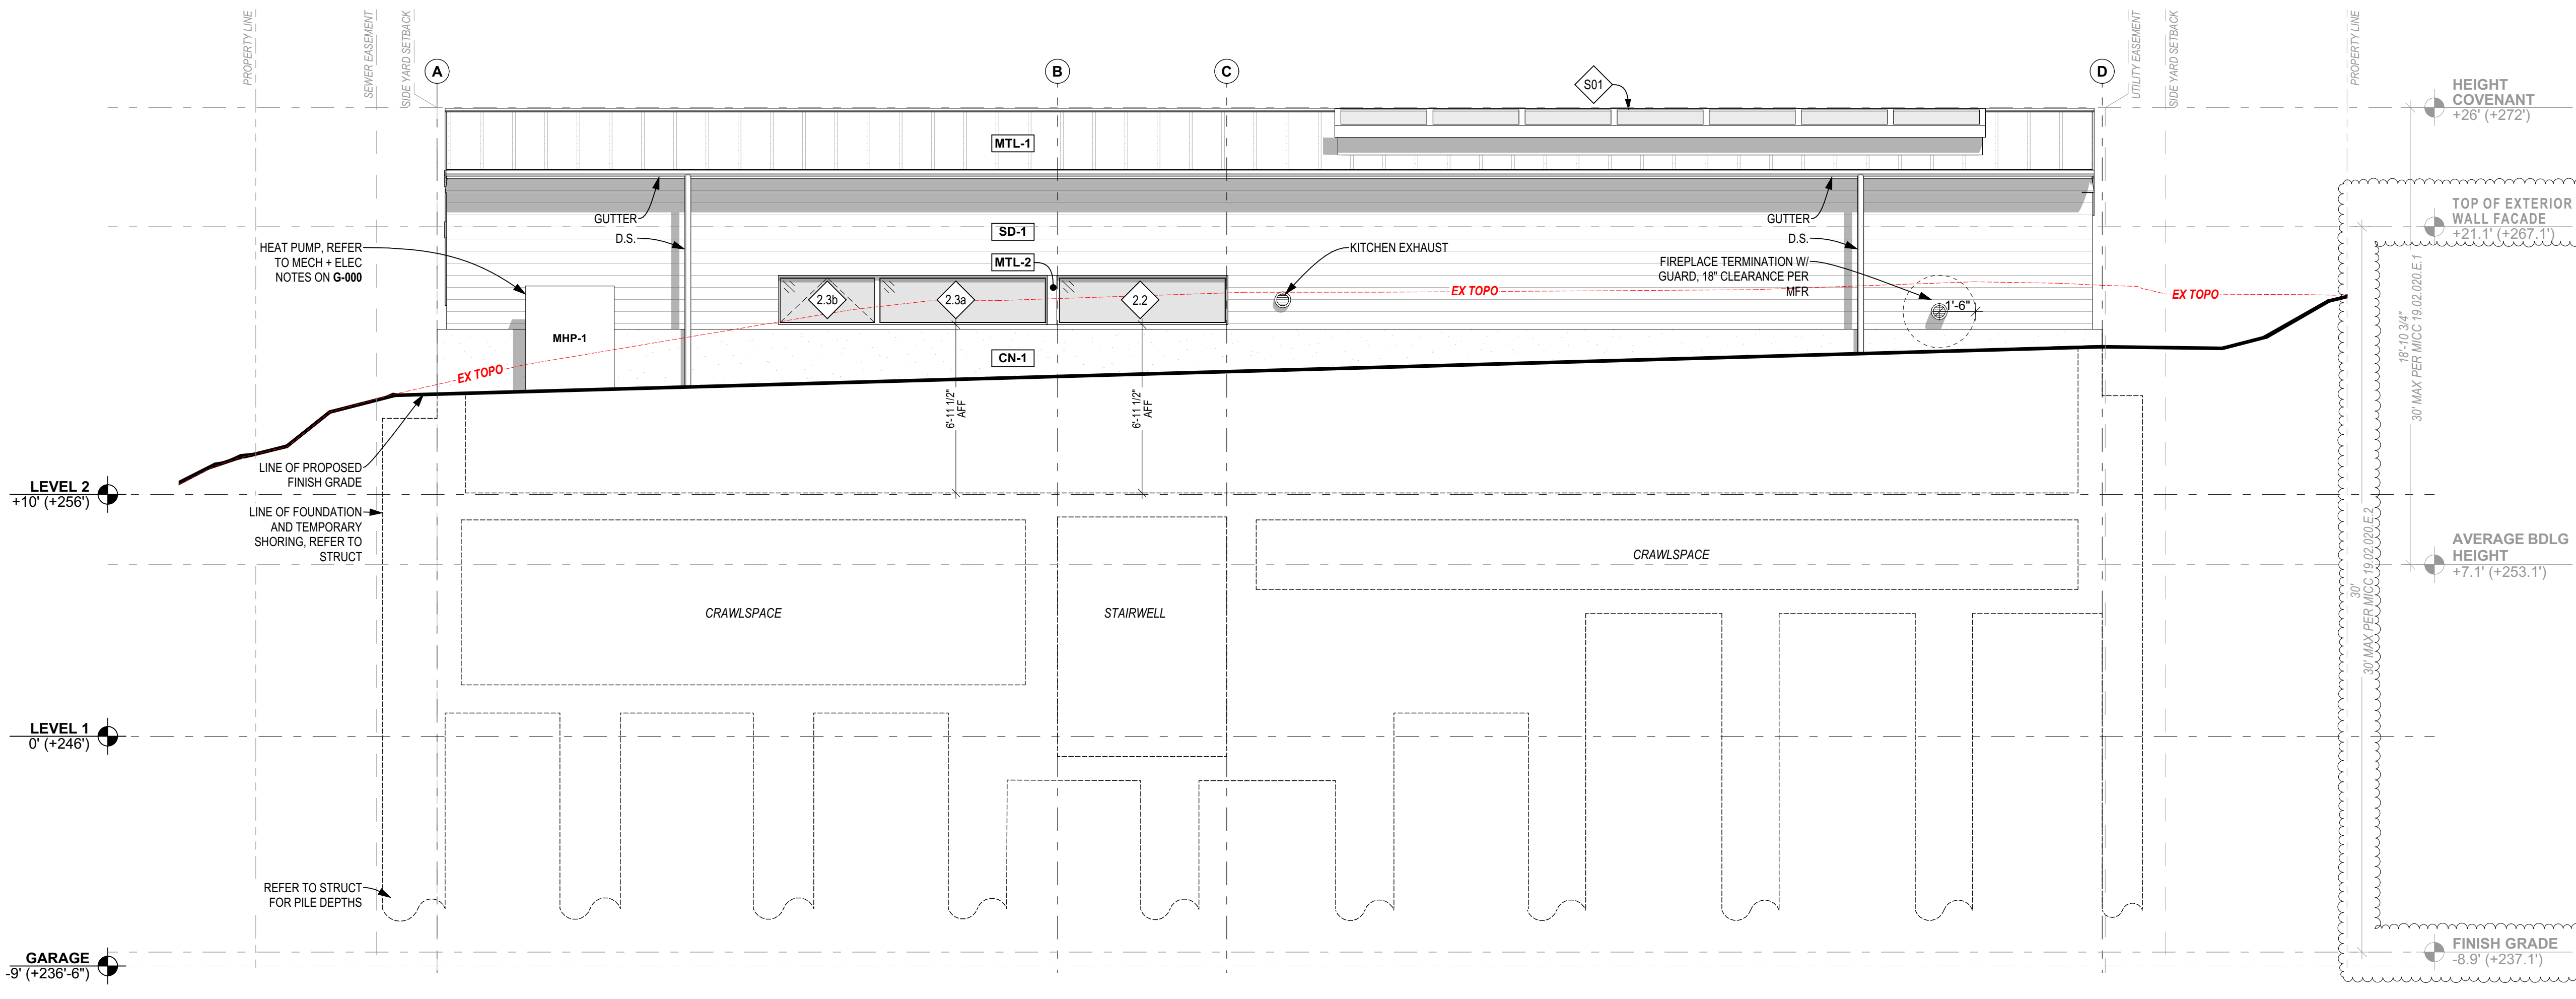 PROPERTY LINE
SEWER EASEMENT
SIDE YARD SETBACK
A
B
C
S01
D
UTILITY EASEMENT
SIDE YARD SETBACK
PROPERTY LINE
HEIGHT
COVENANT
+26' (+272')
MTL-1
GUTTER
D.S.
HEAT PUMP, REFER
TO MECH + ELEC
NOTES ON G-000
SD-1
MTL-2
KITCHEN EXHAUST
GUTTER
D.S.
FIREPLACE TERMINATION W/
GUARD, 18" CLEARANCE PER
MFR
TOP OF EXTERIOR
WALL FACADE
+21.1' (+267.1')
2.3b
2.3a
2.2
EX TOPO
1'-6"
EX TOPO
MHP-1
CN-1
EX TOPO
18'-10 3/4"
30' MAX PER MICC 19.02.020.E.1
6'-11 1/2"
AFF
6'-11 1/2"
AFF
LINE OF PROPOSED
FINISH GRADE
LEVEL 2
+10' (+256')
LINE OF FOUNDATION
AND TEMPORARY
SHORING, REFER TO
STRUCT
CRAWLSPACE
STAIRWELL
CRAWLSPACE
30'
30' MAX PER MICC 19.02.020.E.2
AVERAGE BDLG
HEIGHT
+7.1' (+253.1')
LEVEL 1
0' (+246')
REFER TO STRUCT
FOR PILE DEPTHS
GARAGE
-9' (+236'-6")
FINISH GRADE
-8.9' (+237.1')